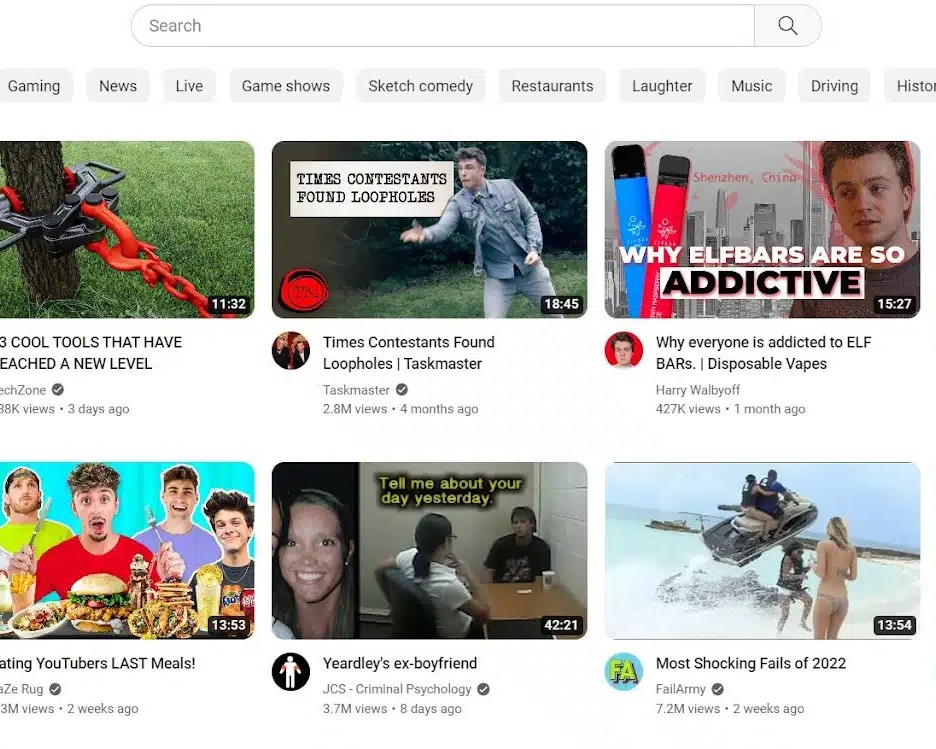 Search
Gaming News Live Game shows Sketch comedy Restaurants Laughter Music Driving Histor
TIMES CONTESTANTS
FOUND LOOPHOLES
TM
Shenzhen, China
WHY ELFBARS ARE SO
ADDICTIVE
11:32
18:45
15:27
3 COOL TOOLS THAT HAVE
EACHED A NEW LEVEL
echZone
38K views • 3 days ago
Times Contestants Found
Loopholes | Taskmaster
Taskmaster
2.8M views • 4 months ago
Why everyone is addicted to ELF
BARs. | Disposable Vapes
Harry Walbyoff
427K views • 1 month ago
Tell me about your
day yesterday.
13:53
42:21
13:54
ating YouTubers LAST Meals!
aZe Rug
3M views • 2 weeks ago
Yeardley's ex-boyfriend
JCS - Criminal Psychology
3.7M views • 8 days ago
FA
Most Shocking Fails of 2022
FailArmy
7.2M views • 2 weeks ago